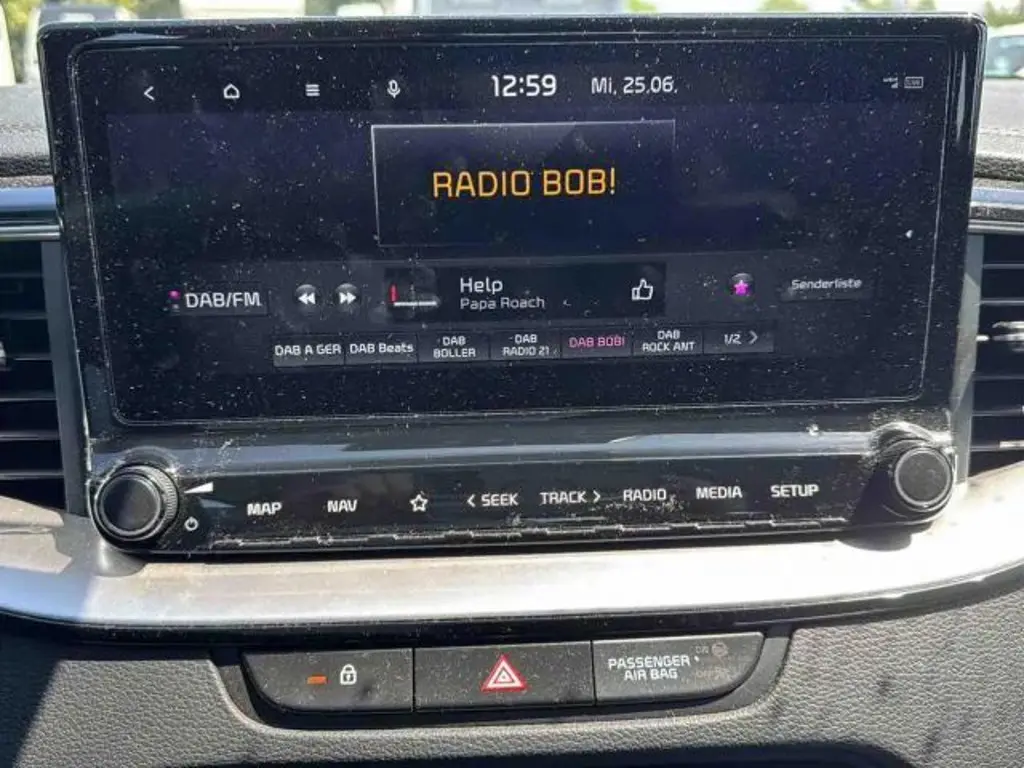 12:59 Mi, 25.06.
RADIO BOB!
DAB/FM
Help
Papa Roach
Senderliste
DAB A GER
DAB Beats
DAB
BOLLER
DAB
RADIO 21
DAB BOB!
DAB
ROCK ANT
1/2
MAP
NAV
SEEK
TRACK
RADIO
MEDIA
SETUP
PASSENGER
AIR BAG
ON
OFF